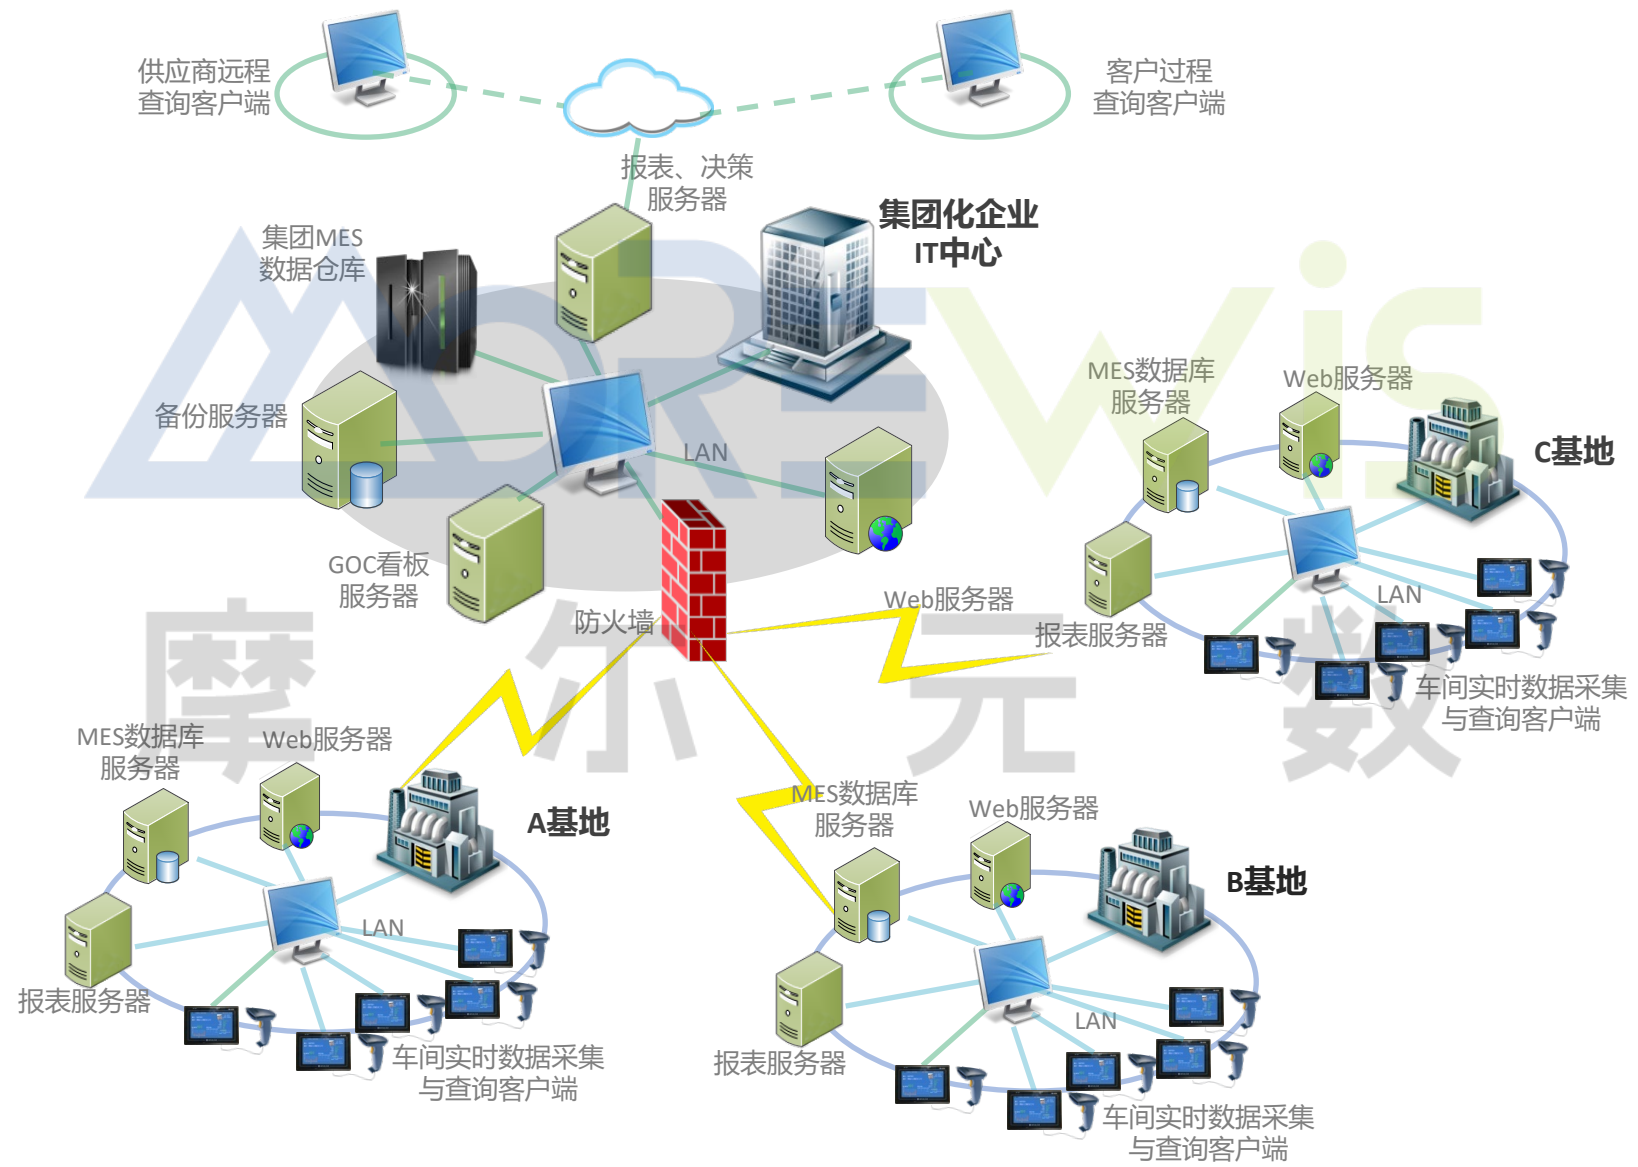 供应商远程
查询客户端
客户过程
查询客户端
报表、决策
服务器
集团化企业
IT中心
集团MES
数据仓库
备份服务器
LAN
GOC看板
服务器
防火墙
Web服务器
MES数据库
服务器
Web服务器
C基地
LAN
报表服务器
车间实时数据采集
与查询客户端
MOREWiS
摩尔元数
MES数据库
服务器
Web服务器
A基地
LAN
报表服务器
车间实时数据采集
与查询客户端
MES数据库
服务器
Web服务器
B基地
LAN
报表服务器
车间实时数据采集
与查询客户端